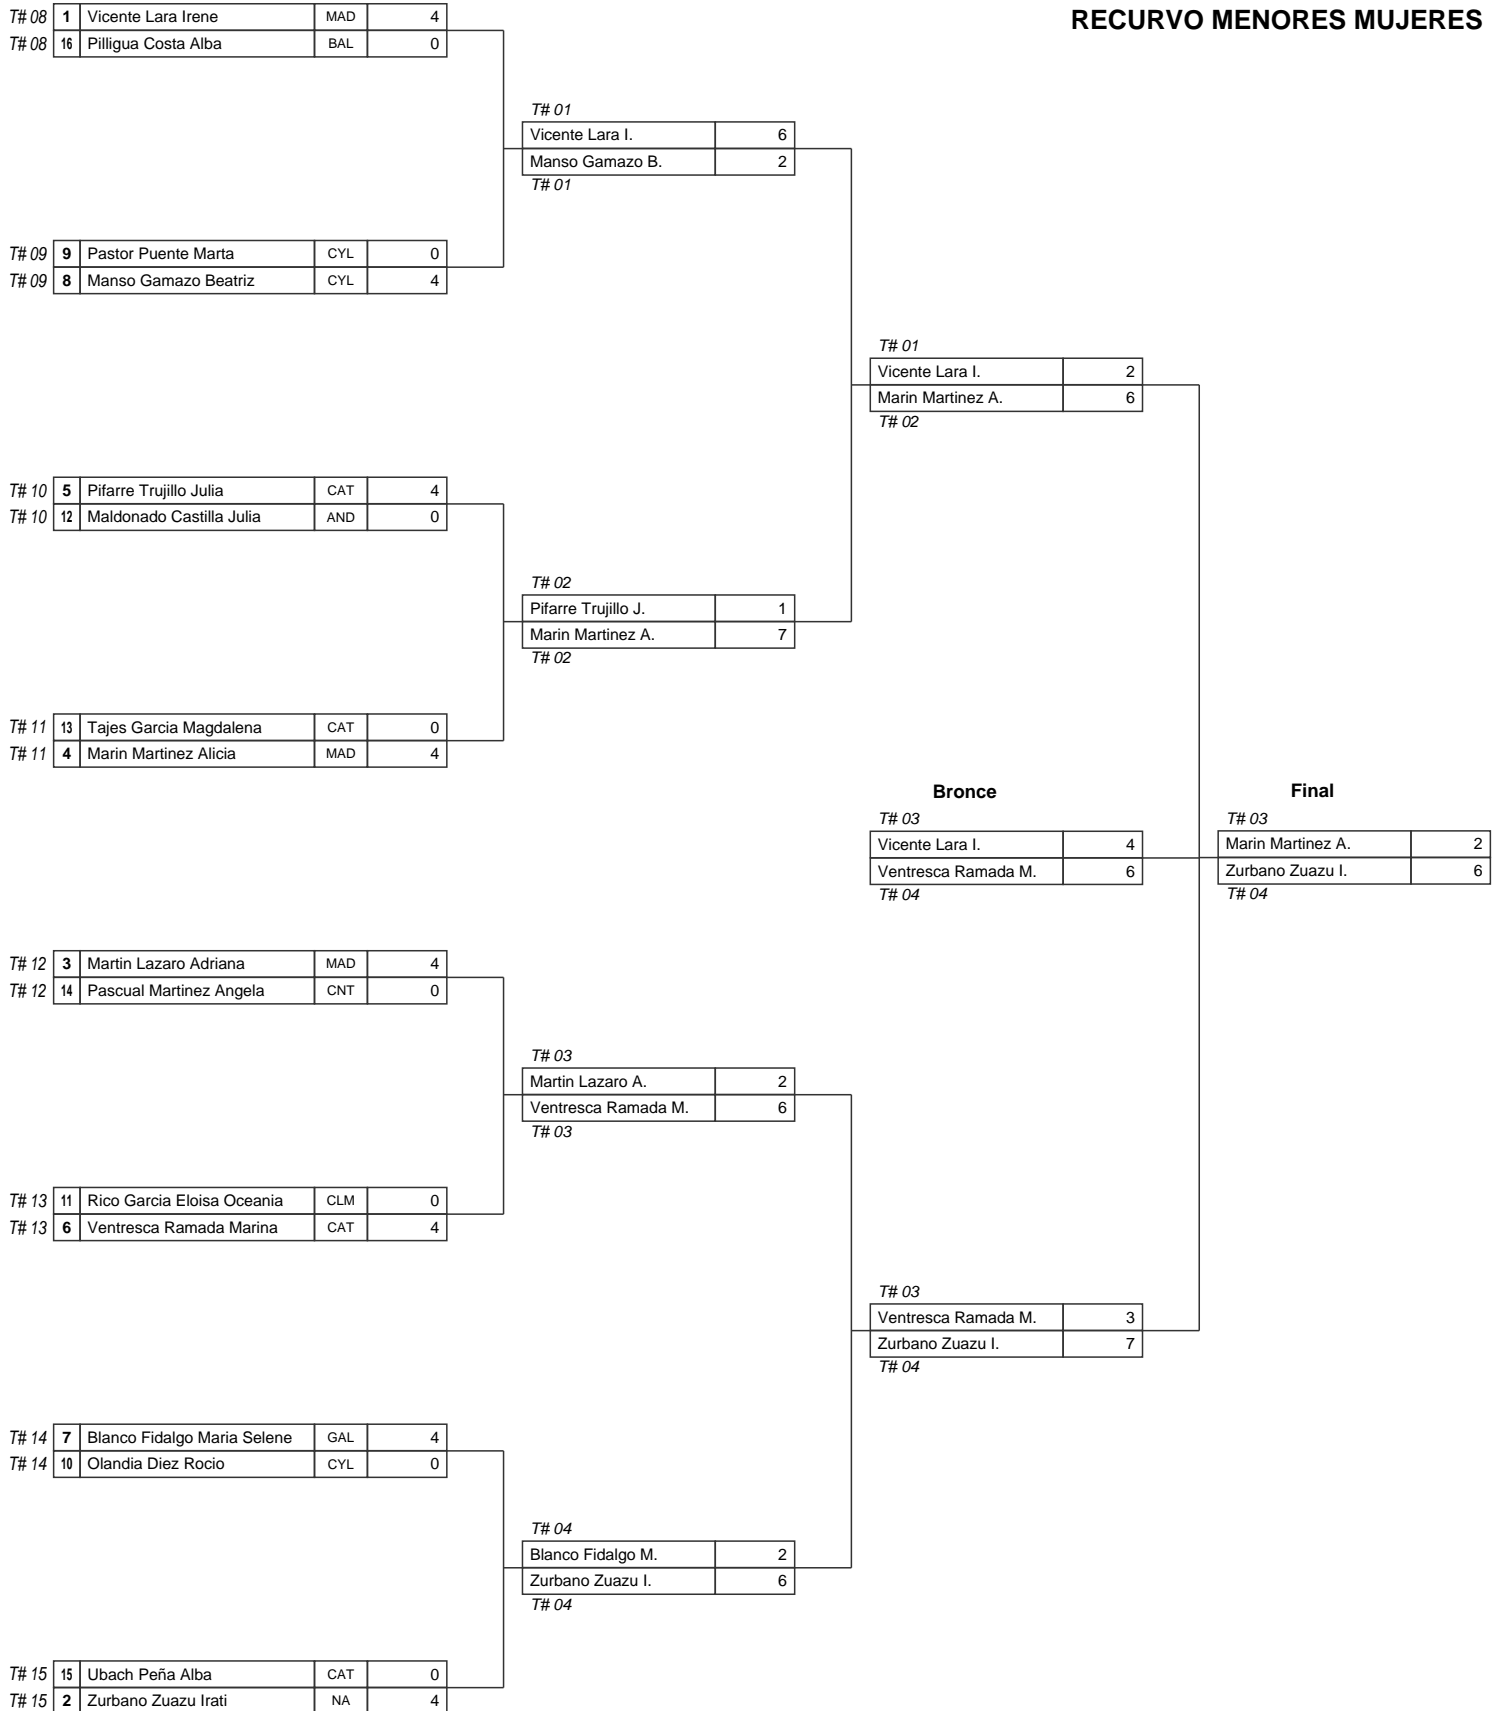 RECURVO MENORES MUJERES
T# 08 1 Vicente Lara Irene MAD 4
T# 08 16 Pilligua Costa Alba BAL 0
T# 01
Vicente Lara I. 6
Manso Gamazo B. 2
T# 01
T# 09 9 Pastor Puente Marta CYL 0
T# 09 8 Manso Gamazo Beatriz CYL 4
T# 01
Vicente Lara I. 2
Marin Martinez A. 6
T# 02
T# 10 5 Pifarre Trujillo Julia CAT 4
T# 10 12 Maldonado Castilla Julia AND 0
T# 02
Pifarre Trujillo J. 1
Marin Martinez A. 7
T# 02
T# 11 13 Tajes Garcia Magdalena CAT 0
T# 11 4 Marin Martinez Alicia MAD 4
Bronce
T# 03
Vicente Lara I. 4
Ventresca Ramada M. 6
T# 04
Final
T# 03
Marin Martinez A. 2
Zurbano Zuazu I. 6
T# 04
T# 12 3 Martin Lazaro Adriana MAD 4
T# 12 14 Pascual Martinez Angela CNT 0
T# 03
Martin Lazaro A. 2
Ventresca Ramada M. 6
T# 03
T# 13 11 Rico Garcia Eloisa Oceania CLM 0
T# 13 6 Ventresca Ramada Marina CAT 4
T# 03
Ventresca Ramada M. 3
Zurbano Zuazu I. 7
T# 04
T# 14 7 Blanco Fidalgo Maria Selene GAL 4
T# 14 10 Olandia Diez Rocio CYL 0
T# 04
Blanco Fidalgo M. 2
Zurbano Zuazu I. 6
T# 04
T# 15 15 Ubach Peña Alba CAT 0
T# 15 2 Zurbano Zuazu Irati NA 4